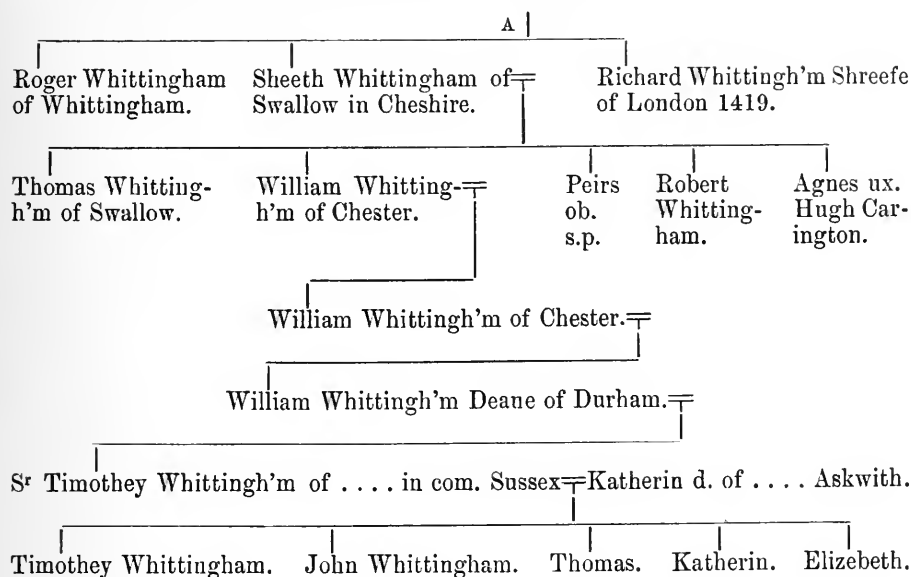 A
Roger Whittingham
of Whittingham.
Sheeth Whittingham of
Swallow in Cheshire.
Richard Whittingh'm Shreefe
of London 1419.
Thomas Whitting-
h'm of Swallow.
William Whitting-
h'm of Chester.
Peirs
ob.
s.p.
Robert
Whitting-
ham.
Agnes ux.
Hugh Car-
ington.
William Whittingh'm of Chester.
William Whittingh'm Deane of Durham.
Sʳ Timothey Whittingh'm of . . . . in com. Sussex Katherin d. of . . . . Askwith.
Timothey Whittingham. John Whittingham. Thomas. Katherin. Elizebeth.